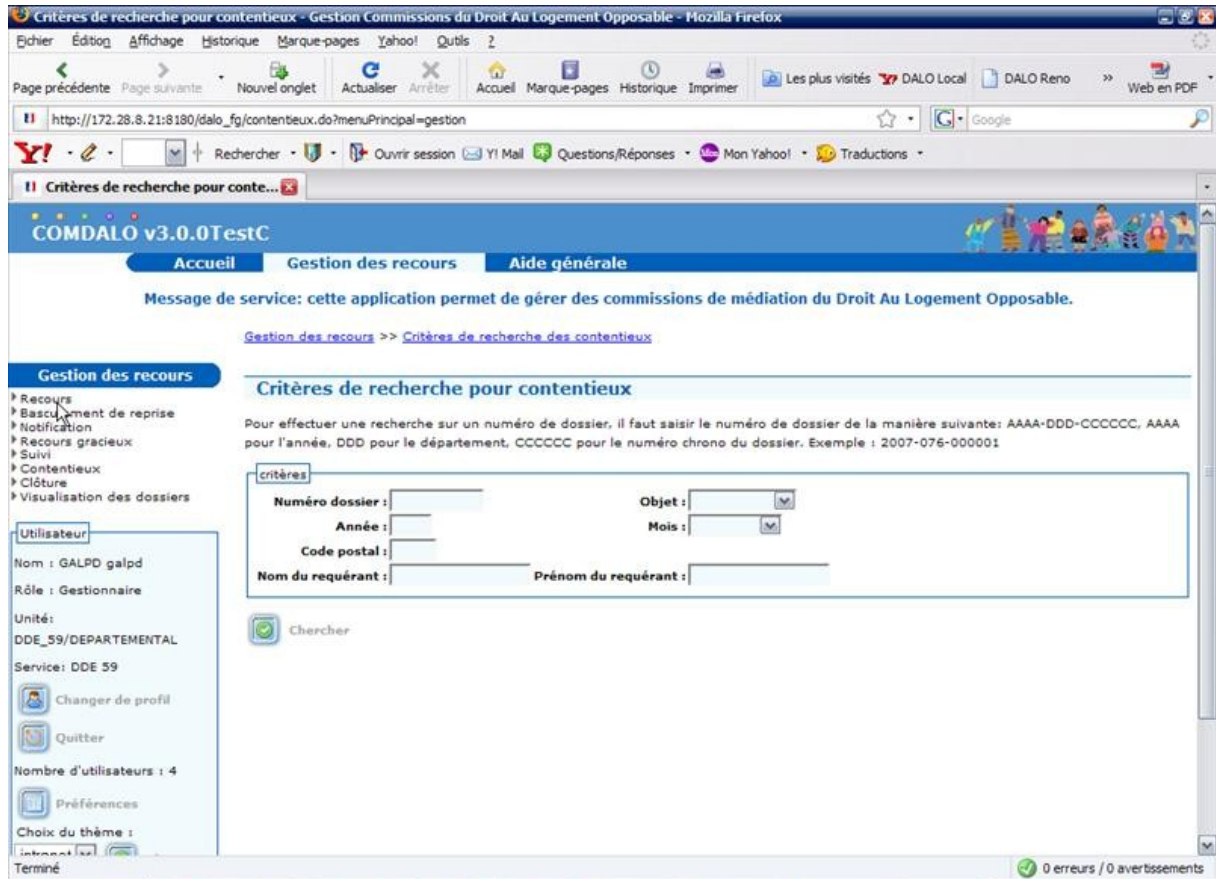 Critères de recherche pour contentieux - Gestion Commissions du Droit Au Logement Opposable - Mozilla Firefox
Fichier Édition Affichage Historique Marque-pages Yahoo! Outils ?
Page précédente Page suivante Nouvel onglet Actualiser Arrêter Accueil Marque-pages Historique Imprimer Les plus visités DALO Local DALO Reno » Web en PDF
http://172.28.8.21:8180/dalo_fg/contentieux.do?menuPrincipal=gestion Google
Y! Rechercher Ouvrir session Y! Mail Questions/Réponses Mon Yahoo! Traductions
Critères de recherche pour conte...
COMDALO v3.0.0TestC
Accueil Gestion des recours Aide générale
Message de service: cette application permet de gérer des commissions de médiation du Droit Au Logement Opposable.
Gestion des recours >> Critères de recherche des contentieux
Gestion des recours
Recours
Basculement de reprise
Notification
Recours gracieux
Suivi
Contentieux
Clôture
Visualisation des dossiers
Utilisateur
Nom : GALPD galpd
Rôle : Gestionnaire
Unité:
DDE_59/DEPARTEMENTAL
Service: DDE 59
Changer de profil
Quitter
Nombre d'utilisateurs : 4
Préférences
Choix du thème :
intranet
Critères de recherche pour contentieux
Pour effectuer une recherche sur un numéro de dossier, il faut saisir le numéro de dossier de la manière suivante: AAAA-DDD-CCCCCC, AAAA
pour l'année, DDD pour le département, CCCCCC pour le numéro chrono du dossier. Exemple : 2007-076-000001
critères
Numéro dossier : Objet :
Année : Mois :
Code postal :
Nom du requérant : Prénom du requérant :
Chercher
Terminé 0 erreurs / 0 avertissements